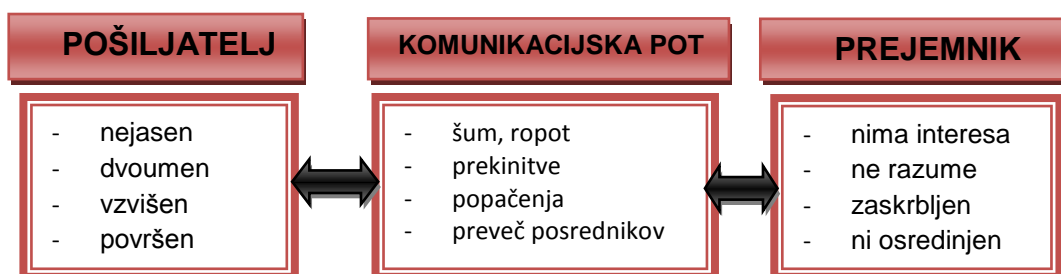 POŠILJATELJ
- nejasen
- dvoumen
- vzvišen
- površen
KOMUNIKACIJSKA POT
- šum, ropot
- prekinitve
- popačenja
- preveč posrednikov
PREJEMNIK
- nima interesa
- ne razume
- zaskrbljen
- ni osredinjen